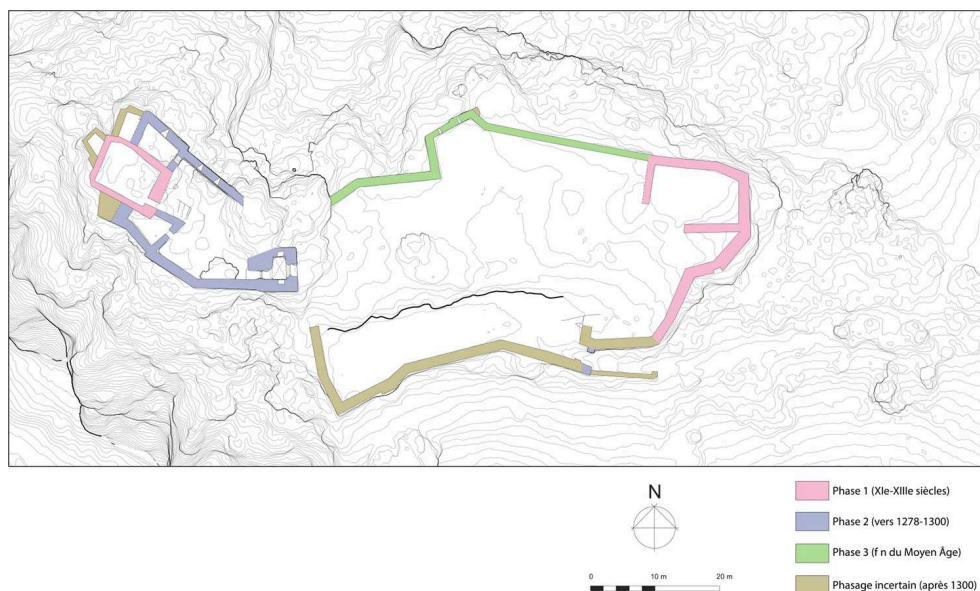 N
0 10 m 20 m
Phase 1 (XIe-XIIIe siècles)
Phase 2 (vers 1278-1300)
Phase 3 (f n du Moyen Âge)
Phasage incertain (après 1300)